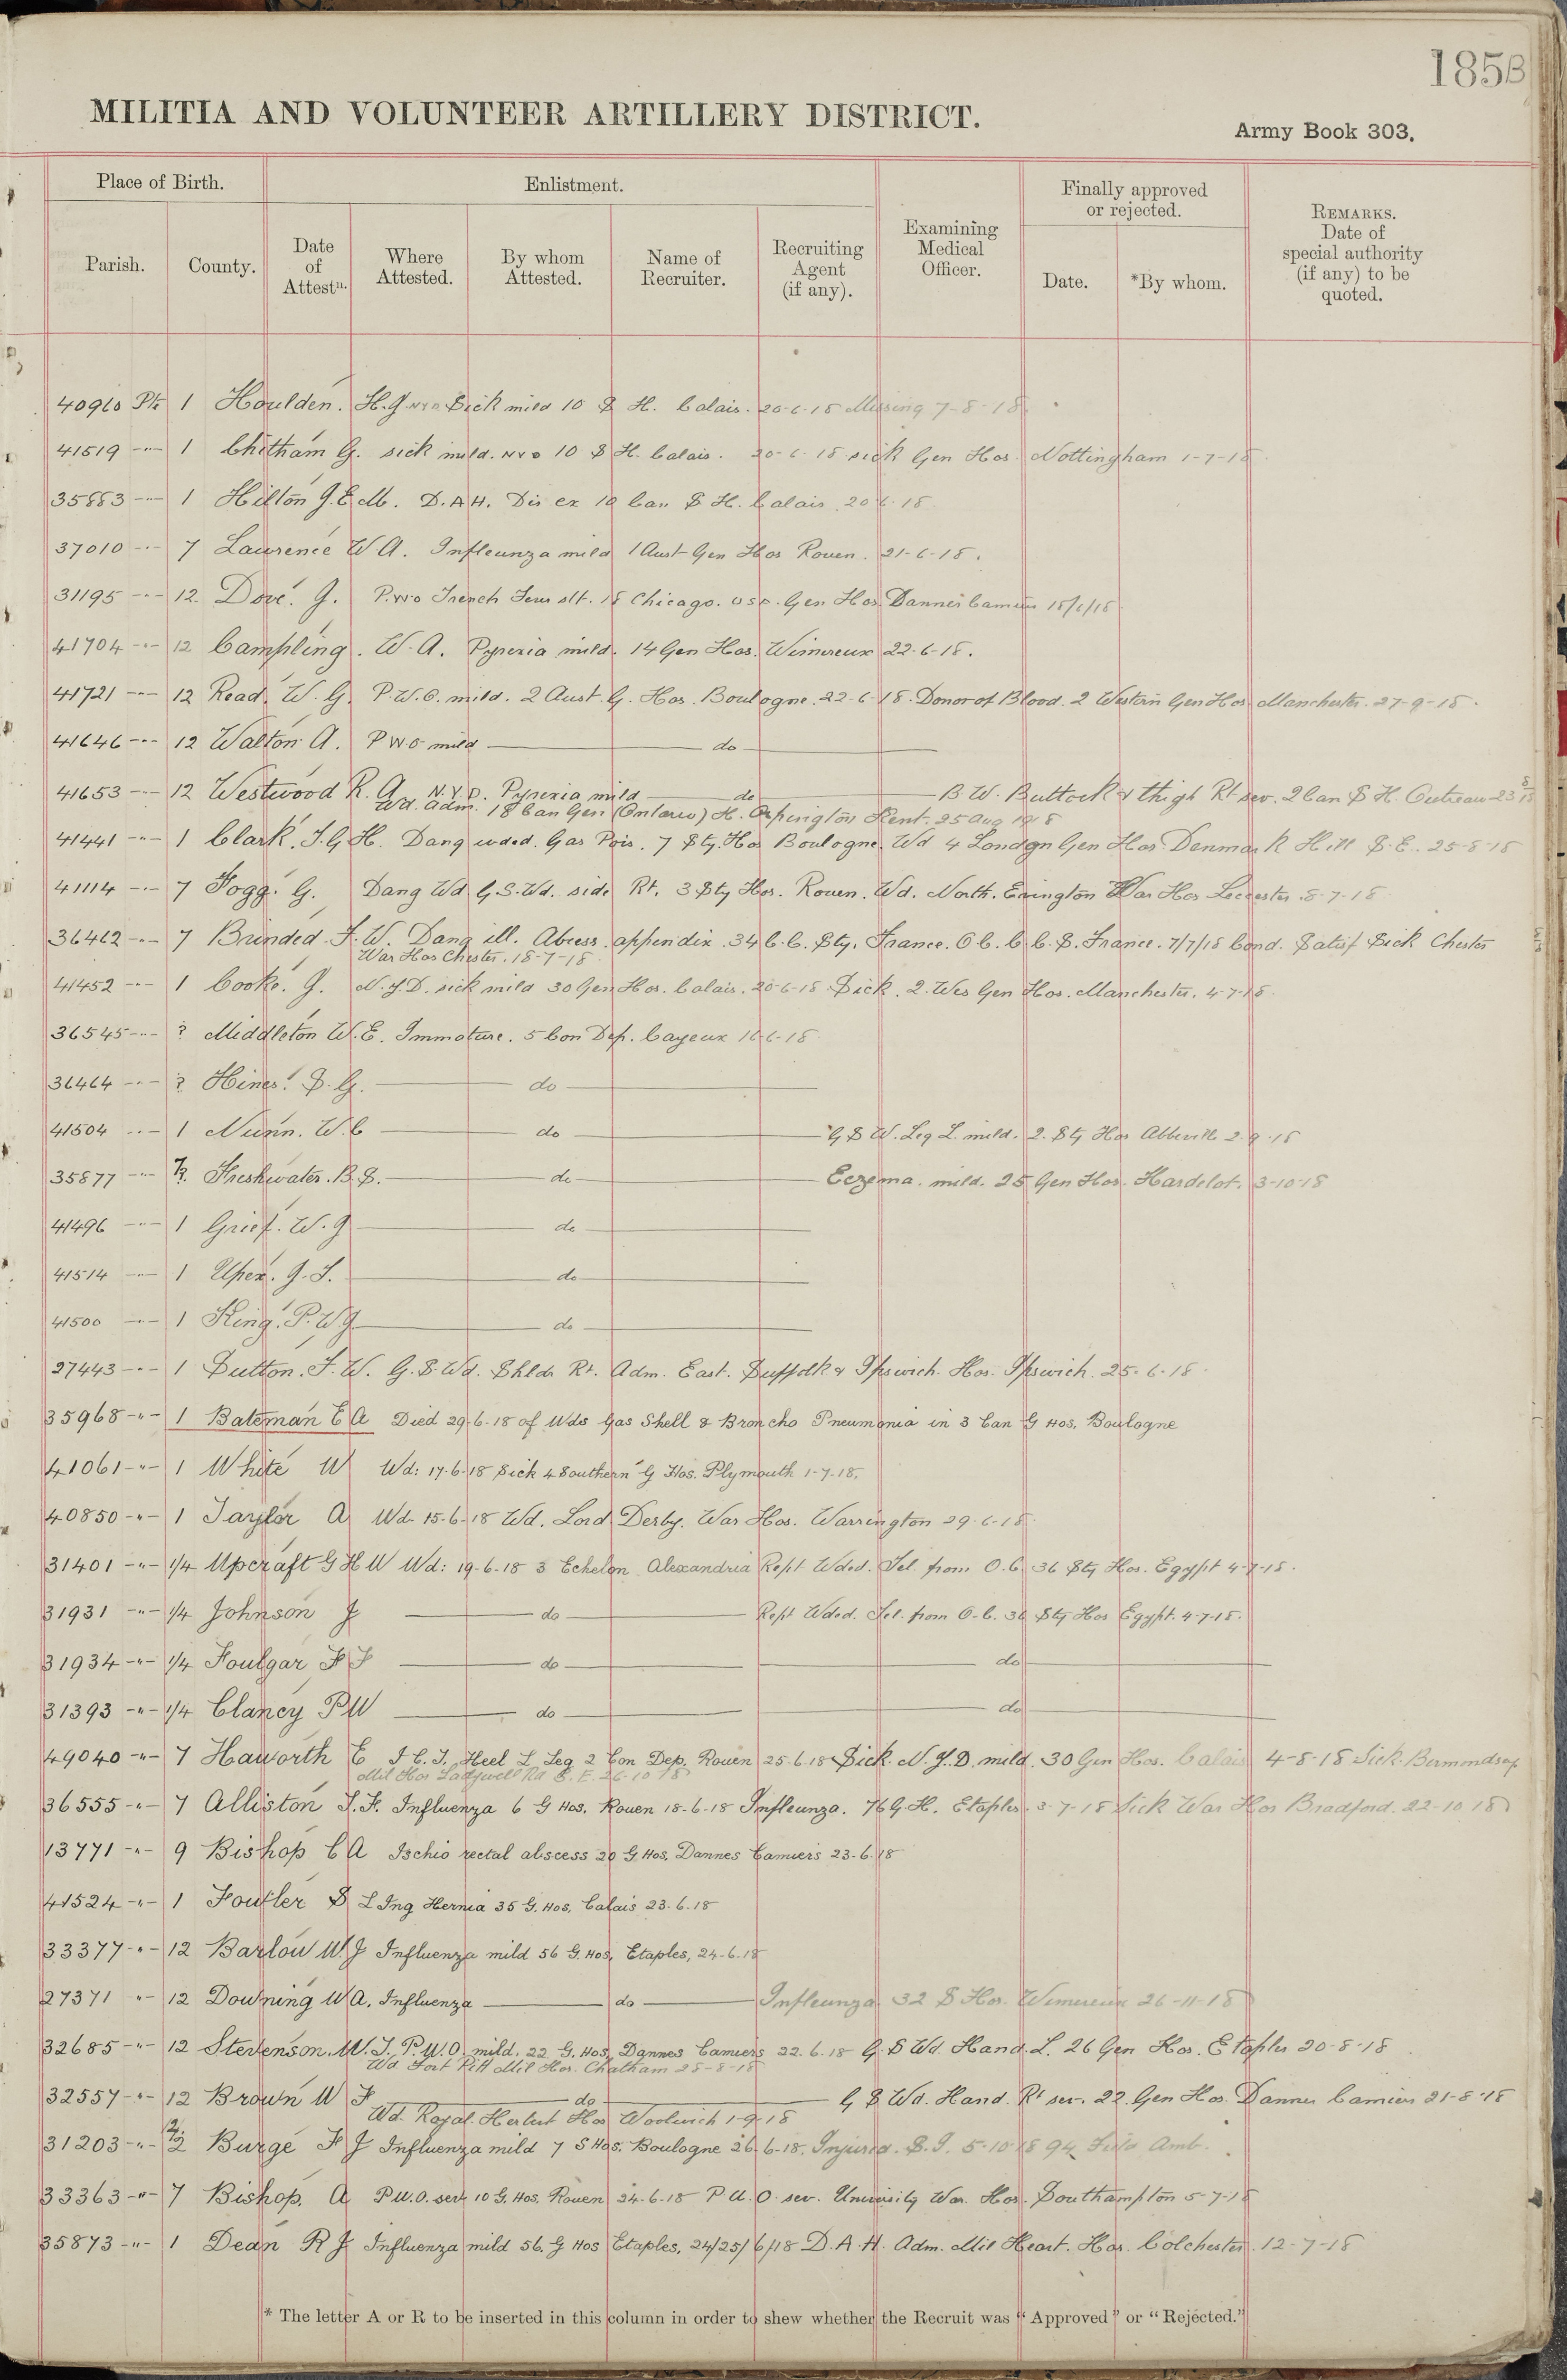 185B
MILITIA AND VOLUNTEER ARTILLERY DISTRICT.
Army Book 303.
Place of Birth.
Enlistment.
Examining Medical Officer.
Finally approved or rejected.
REMARKS. Date of special authority (if any) to be quoted.
Parish.
County.
Date of Attestn.
Where Attested.
By whom Attested.
Name of Recruiter.
Recruiting Agent (if any).
Date.
*By whom.
40960 Pte 1 Houlden. H.J NYD Sick mild 10 S H. Calais. 20-6-18 Missing 7-8-18
41519 -"- 1 Chitham G. sick mild. NYD 10 S H. Calais. 20-6-18 sick Gen Hos. Nottingham 1-7-18.
35883 -"- 1 Hilton J.E.M. D.A.H. Dis ex 10 Can S H. Calais. 20-6-18
37010 -"- 7 Laurence W A. Infleunza mild 1 Aust Gen Hos Rouen. 21-6-18.
31195 -"- 12 Dove. J. P.U.O Trench Fever slt. 18 Chicago. USA. Gen Hos Dannes Camiers 18/6/18
41704 -"- 12 Campling. W. A. Pyrexia mild. 14 Gen Hos. Wimereux 22-6-18.
41721 -"- 12 Read. W. G. P.U.O. mild. 2 Aust. G. Hos. Boulogne. 22-6-18. Donor of Blood. 2 Western Gen Hos Manchester. 27-9-18.
41646 -"- 12 Walton A. PUO mild do
41653 -"- 12 Westwood R. A. N.Y.D. Pyrexia mild do B W. Buttock & thigh Rt sev. 2 Can S H. Outreau 23/8/18
Wd. adm. 18 Can Gen (Ontario) H. Orpington Kent. 25 Aug 1918
41441 -"- 1 Clark. J.G.H. Dang wded. Gas Pois. 7 Sty. Hos Boulogne. Wd 4 London Gen Hos Denmark Hill S.E. 25-8-18
41114 -"- 7 Fogg. G. Dang Wd G.S.Wd. side Rt. 3 Sty Hos. Rouen. Wd. North. Evington War Hos Leicester. 8-7-18
36462 -"- 7 Brinded. F. W. Dang ill. Abcess appendix. 34 C.C. Sty. France. O C. C. C. S. France. 7/7/18 Cond. Satisf Sick Chester
War Hos Chester. 18-7-18
41452 -"- 1 Cooke. J. N.Y.D. sick mild 30 Gen Hos. Calais. 20-6-18 Sick. 2. Wes Gen Hos. Manchester. 4-7-18.
36545 -"- ? Middleton W.E. Immature. 5 Con Dep. Cayeux 16-6-18
36464 -"- ? Hines. S. G. do
41504 -"- 1 Nunn. W.C do G S W. Leg L. mild. 2. Sty Hos Abbeville 2-9-18
35877 -"- ?. Freshwater. B.S. do Eczema. mild. 25 Gen Hos. Hardelot. 3-10-18
41496 -"- 1 Grief. W. J do
41514 -"- 1 Upex. J. S. do
41500 -"- 1 King. P. W J do
27443 -"- 1 Sutton. F. W. G. S. Wd. Shldr Rt. Adm. East. Suffolk & Ipswich. Hos. Ipswich. 25-6-18.
35968 -"- 1 Bateman E A Died 29-6-18 of Wds Gas Shell & Broncho Pneumonia in 3 Can G Hos. Boulogne
41061 -"- 1 White W Wd: 17-6-18 Sick 4 Southern G Hos. Plymouth 1-7-18.
40850 -"- 1 Taylor A Wd 15-6-18 Wd. Lord Derby. War Hos. Warrington 29-6-18
31401 -"- 1/4 Upcraft G H W Wd: 19-6-18 3 Echelon Alexandria Rept Wded. Tel. from O.C. 36 Sty Hos. Egypt 4-7-18.
31931 -"- 1/4 Johnson J do Rept Wded. Tel. from O.C. 36 Sty Hos Egypt. 4-7-18.
31934 -"- 1/4 Foulgar F F do do
31393 -"- 1/4 Clancy P W do do
49040 -"- 7 Haworth E I C.T. Heel L Leg 2 Con Dep. Rouen 25.6.18 Sick. N.Y.D. mild. 30 Gen Hos. Calais 4-8-18 Sick. Bermondsey
Mil Hos Ladywell Rd S.E. 26-10-18
36555 -"- 7 Alliston J. F. Influenza 6 G Hos. Rouen 18-6-18 Infleunza. 76 G.H. Etaples. 3-7-18 Sick War Hos Bradford. 22-10-18
13771 -"- 9 Bishop C A Ischio rectal abscess 20 G Hos. Dannes Camiers 23-6-18
41524 -"- 1 Fowler S L Ing Hernia 35 G. Hos, Calais 23-6-18
33377 -"- 12 Barlow W. J Influenza mild 56 G. Hos, Etaples, 24-6-18
27371 -"- 12 Downing W A. Influenza do Infleunza 32 S Hos. Wimereux 26-11-18
32685 -"- 12 Stevenson. W. J. P.U.O. mild. 22 G. Hos, Dannes Camiers 22.6.18 G. S Wd. Hand. L. 26 Gen Hos. Etaples 20-8-18
Wd Fort Pitt Mil Hos. Chatham 28-8-18
32557 -"- 12 Brown W F do G S Wd. Hand. Rt sev. 22 Gen Hos. Dannes Camiers 21-8-18
Wd. Royal. Herbert Hos Woolwich 1-9-18
31203 -"- Burge F J Influenza mild 7 S Hos. Boulogne 26-6-18. Injured. S.I. 5-10-18 94 Field Amb.
33363 -"- 7 Bishop. A P.U.O. sev 10 G. Hos. Rouen 24-6-18 P.U.O. sev. University War. Hos. Southampton 5-7-18
35873 -"- 1 Dean R J Influenza mild 56. G Hos Etaples. 24/25/6/18 D.A.H. Adm. Mil Heart. Hos. Colchester. 12-7-18
* The letter A or R to be inserted in this column in order to shew whether the Recruit was "Approved" or "Rejected."